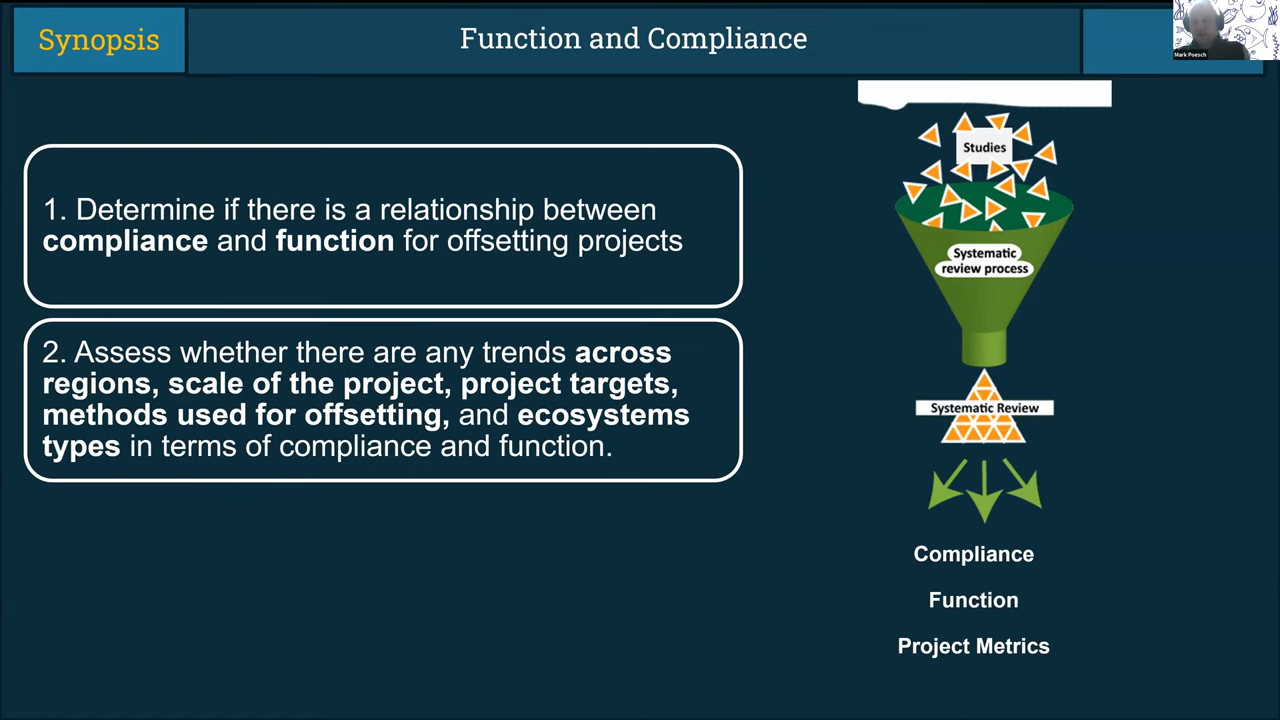 Synopsis
Function and Compliance
Mark Poesch
1. Determine if there is a relationship between
compliance and function for offsetting projects
2. Assess whether there are any trends across
regions, scale of the project, project targets,
methods used for offsetting, and ecosystems
types in terms of compliance and function.
Studies
Systematic
review process
Systematic Review
Compliance
Function
Project Metrics